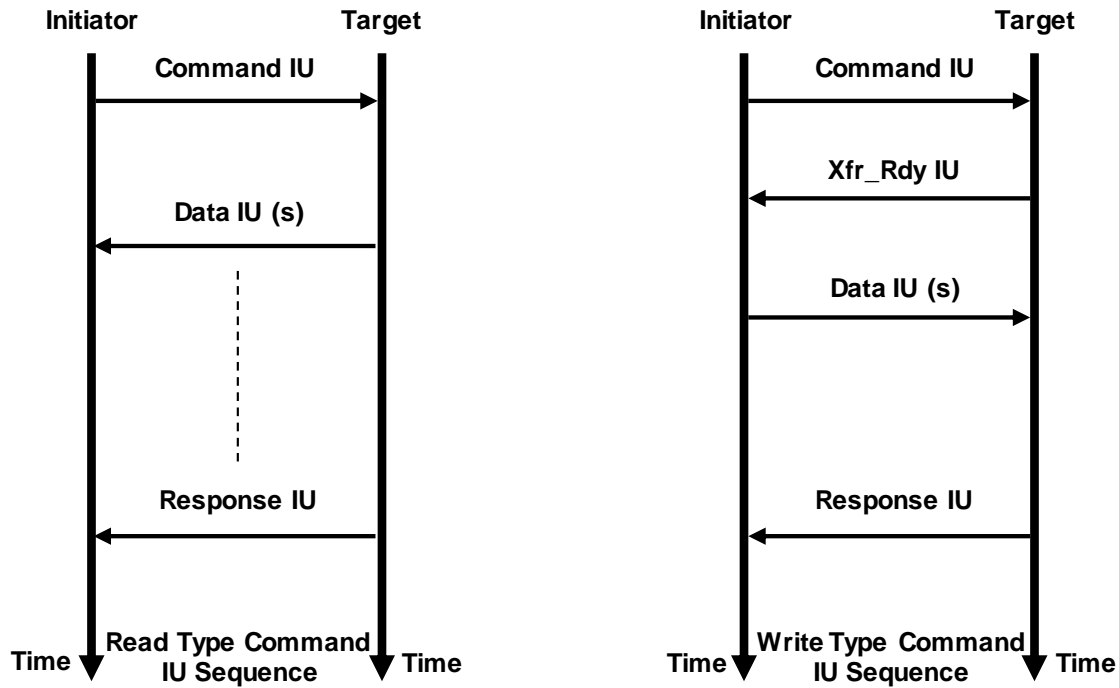 Initiator
Target
Command IU
Data IU (s)
Response IU
Read Type Command
IU Sequence
Time
Time
Initiator
Target
Command IU
Xfr_Rdy IU
Data IU (s)
Response IU
Write Type Command
IU Sequence
Time
Time